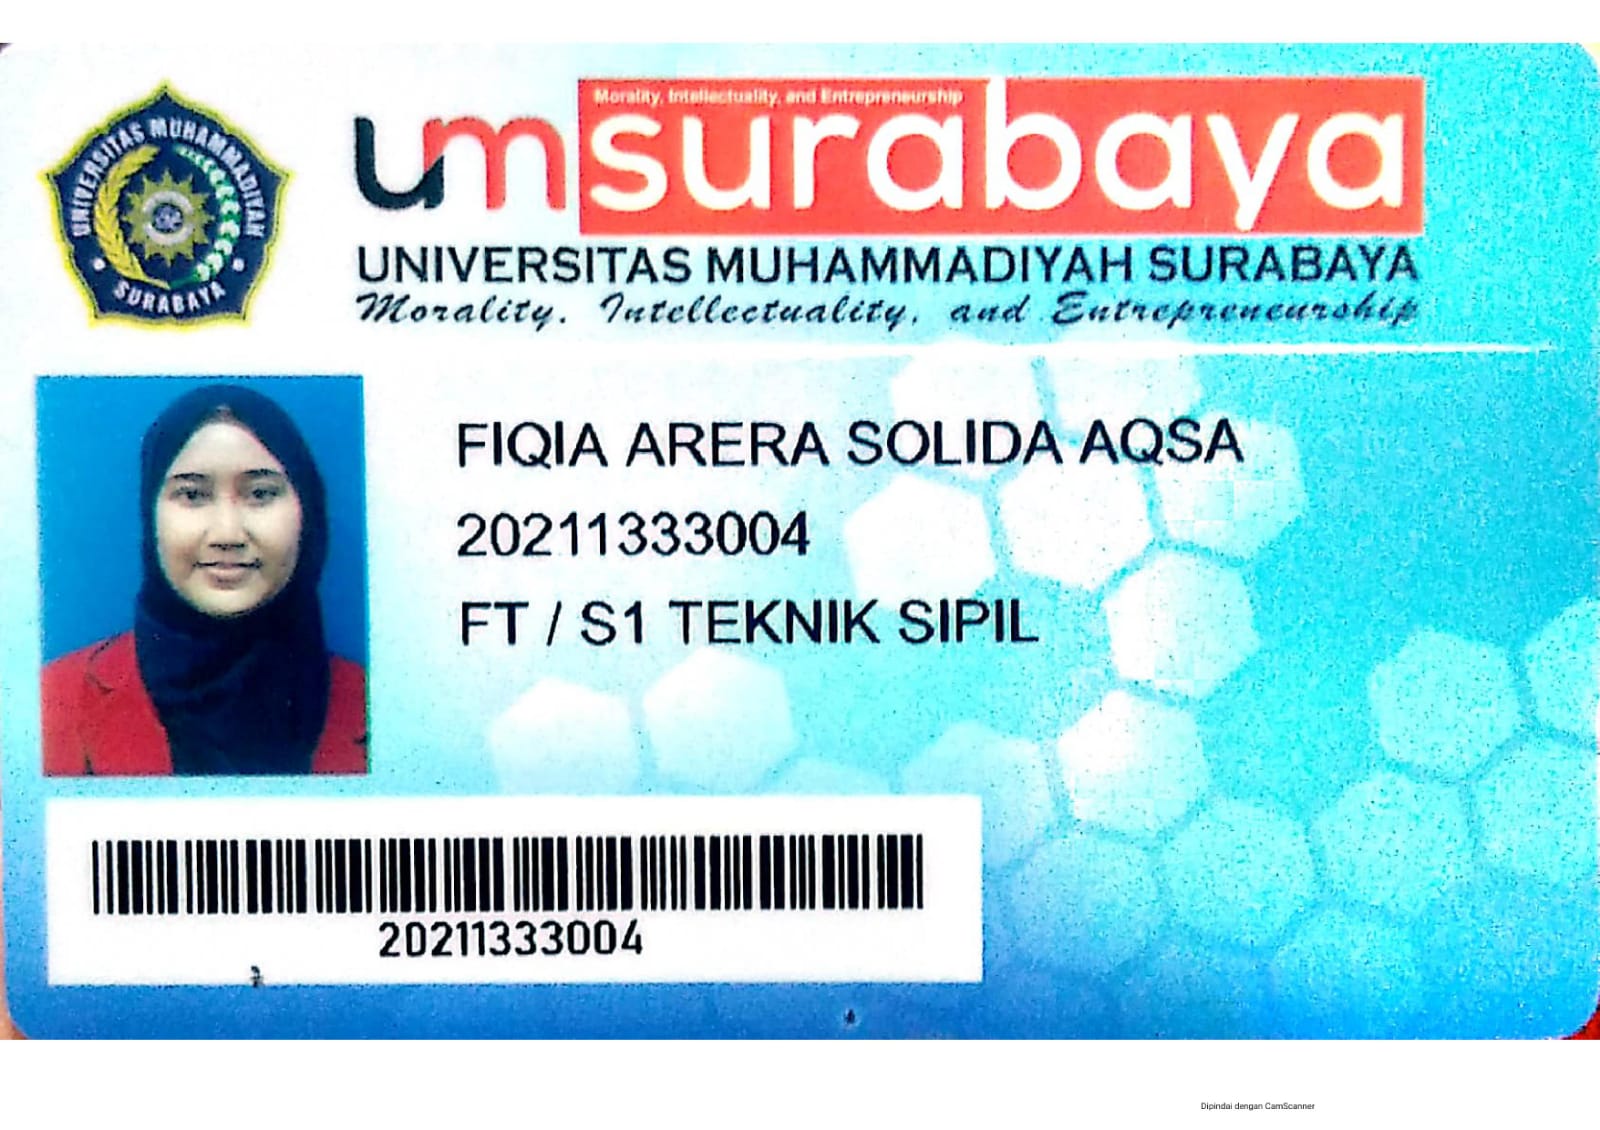 UNIVERSITAS MUHAMMADIYAH
SURABAYA
Morality, Intellectuality, and Entrepreneurship
umsurabaya
UNIVERSITAS MUHAMMADIYAH SURABAYA
Morality, Intellectuality, and Entrepreneurship
FIQIA ARERA SOLIDA AQSA
20211333004
FT / S1 TEKNIK SIPIL
20211333004
Dipindai dengan CamScanner